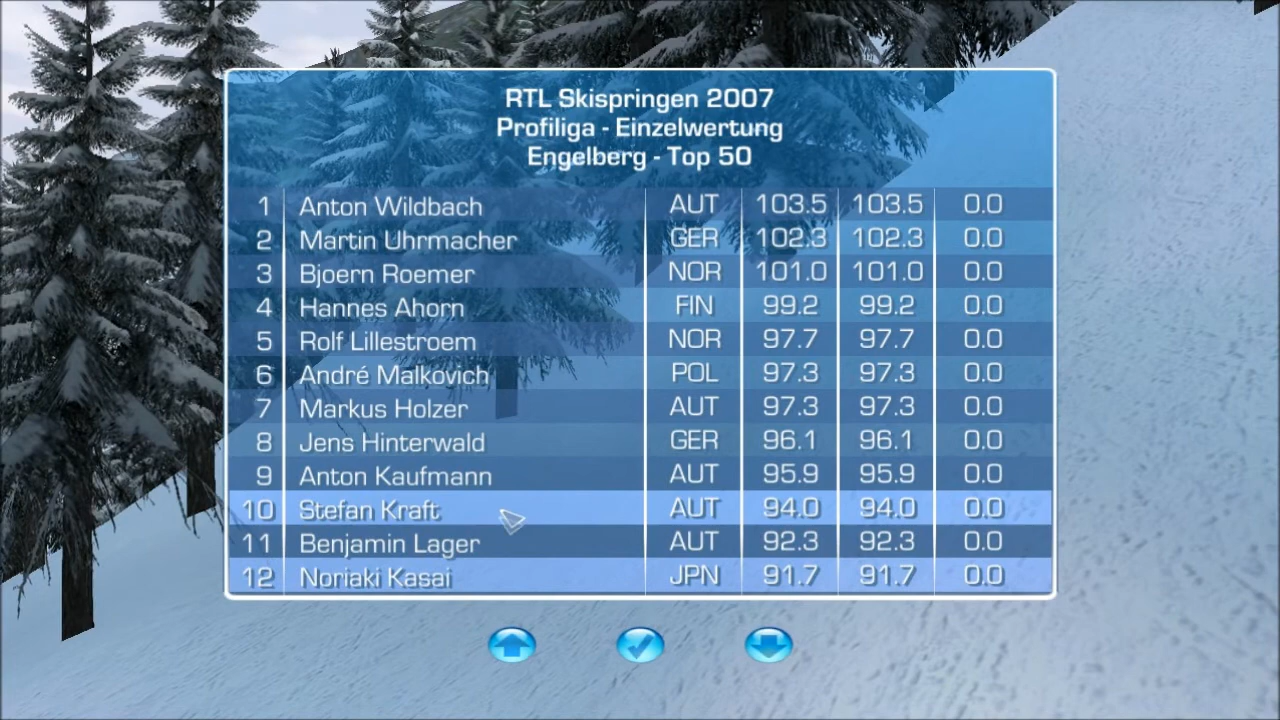 RTL Skispringen 2007
Profiliga - Einzelwertung
Engelberg - Top 50
1 Anton Wildbach AUT 103.5 103.5 0.0
2 Martin Uhrmacher GER 102.3 102.3 0.0
3 Bjoern Roemer NOR 101.0 101.0 0.0
4 Hannes Ahorn FIN 99.2 99.2 0.0
5 Rolf Lillestroem NOR 97.7 97.7 0.0
6 André Malkovich POL 97.3 97.3 0.0
7 Markus Holzer AUT 97.3 97.3 0.0
8 Jens Hinterwald GER 96.1 96.1 0.0
9 Anton Kaufmann AUT 95.9 95.9 0.0
10 Stefan Kraft AUT 94.0 94.0 0.0
11 Benjamin Lager AUT 92.3 92.3 0.0
12 Noriaki Kasai JPN 91.7 91.7 0.0